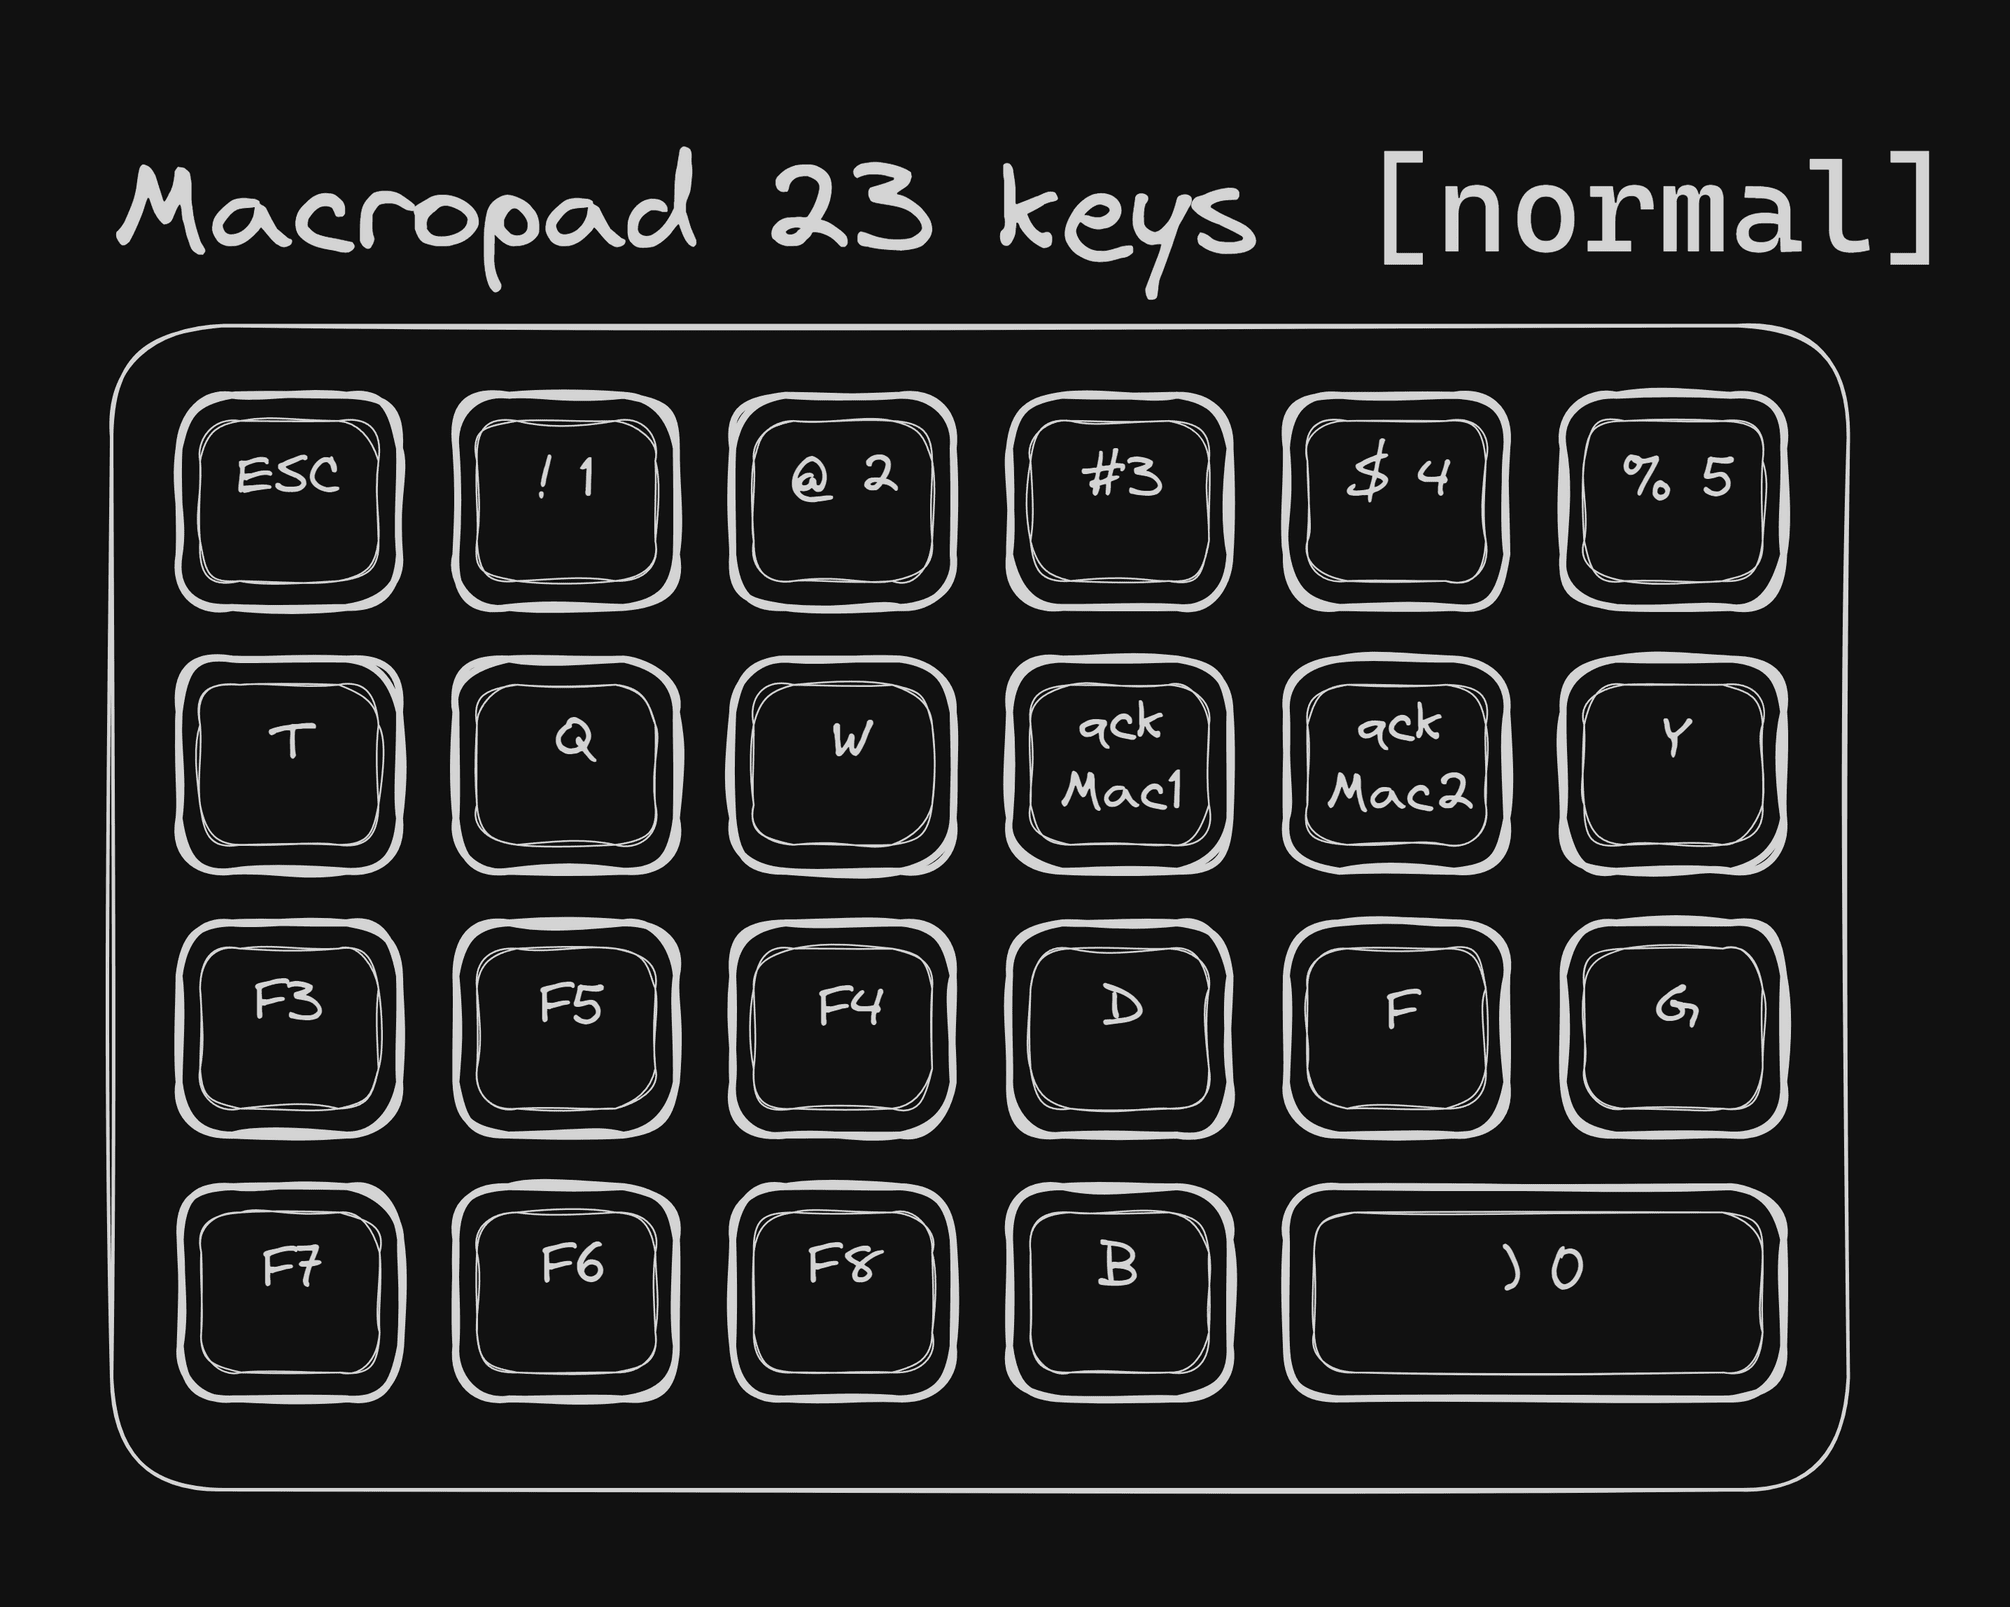 Macropad 23 keys [normal]
ESC ! 1 @ 2 #3 $ 4 % 5
T Q W qck Mac1 qck Mac2 Y
F3 F5 F4 D F G
F7 F6 F8 B ) 0